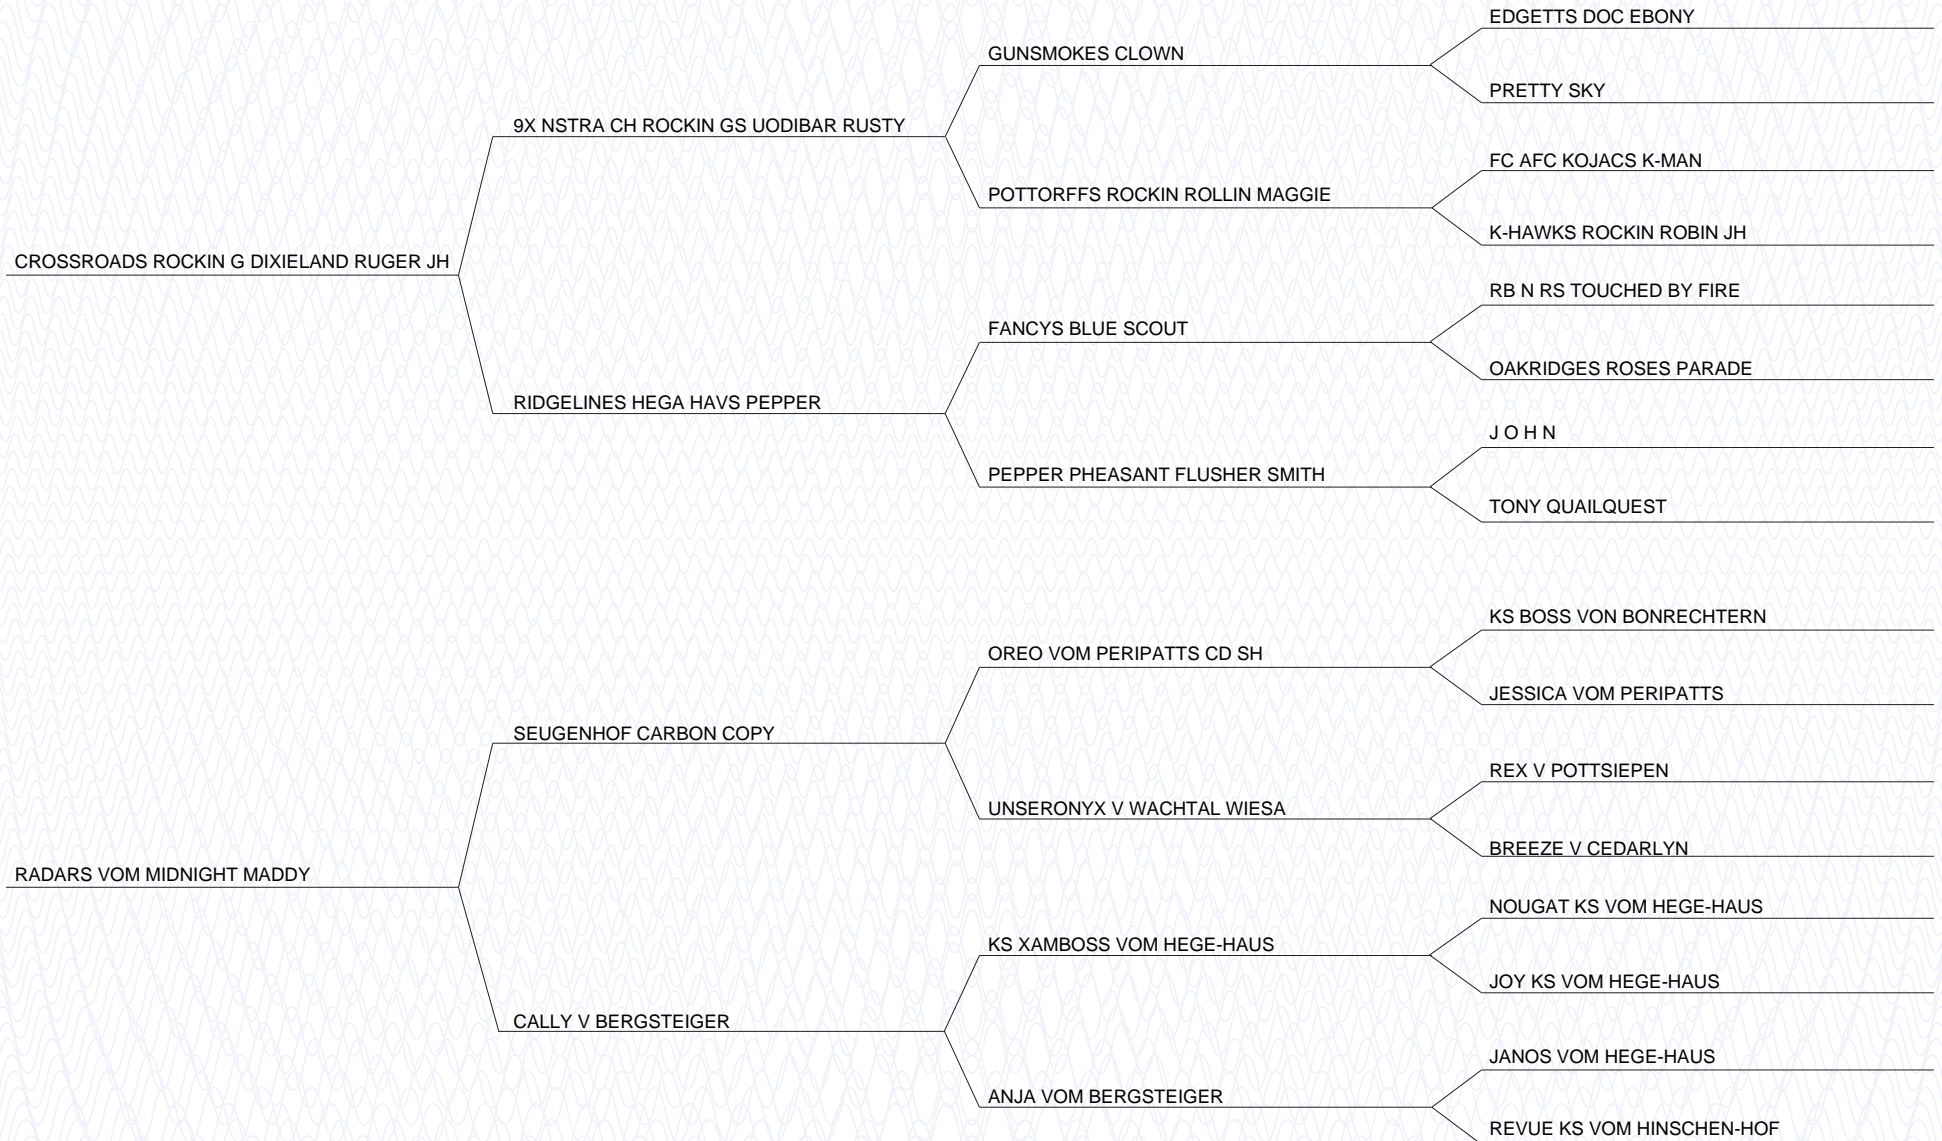 EDGETTS DOC EBONY
GUNSMOKES CLOWN
PRETTY SKY
9X NSTRA CH ROCKIN GS UODIBAR RUSTY
FC AFC KOJACS K-MAN
POTTORFFS ROCKIN ROLLIN MAGGIE
K-HAWKS ROCKIN ROBIN JH
CROSSROADS ROCKIN G DIXIELAND RUGER JH
RB N RS TOUCHED BY FIRE
FANCYS BLUE SCOUT
OAKRIDGES ROSES PARADE
RIDGELINES HEGA HAVS PEPPER
J O H N
PEPPER PHEASANT FLUSHER SMITH
TONY QUAILQUEST
KS BOSS VON BONRECHTERN
OREO VOM PERIPATTS CD SH
JESSICA VOM PERIPATTS
SEUGENHOF CARBON COPY
REX V POTTSIEPEN
UNSERONYX V WACHTAL WIESA
BREEZE V CEDARLYN
RADARS VOM MIDNIGHT MADDY
NOUGAT KS VOM HEGE-HAUS
KS XAMBOSS VOM HEGE-HAUS
JOY KS VOM HEGE-HAUS
CALLY V BERGSTEIGER
JANOS VOM HEGE-HAUS
ANJA VOM BERGSTEIGER
REVUE KS VOM HINSCHEN-HOF